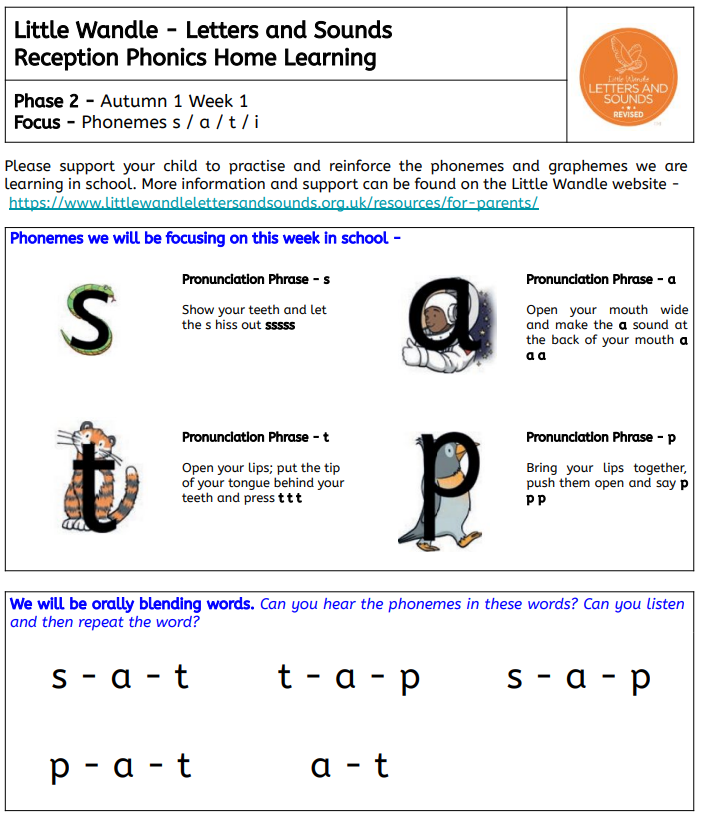 Little Wandle - Letters and Sounds
Reception Phonics Home Learning
Little Wandle
LETTERS AND
SOUNDS
REVISED
Phase 2 - Autumn 1 Week 1
Focus - Phonemes s / a / t / i
Please support your child to practise and reinforce the phonemes and graphemes we are
learning in school. More information and support can be found on the Little Wandle website -
https://www.littlewandlelettersandsounds.org.uk/resources/for-parents/
Phonemes we will be focusing on this week in school -
s
Pronunciation Phrase - s
Show your teeth and let
the s hiss out sssss
a
Pronunciation Phrase - a
Open your mouth wide
and make the a sound at
the back of your mouth a
a a
t
Pronunciation Phrase - t
Open your lips; put the tip
of your tongue behind your
teeth and press t t t
p
Pronunciation Phrase - p
Bring your lips together,
push them open and say p
p p
We will be orally blending words. Can you hear the phonemes in these words? Can you listen
and then repeat the word?
s - a - t
t - a - p
s - a - p
p - a - t
a - t